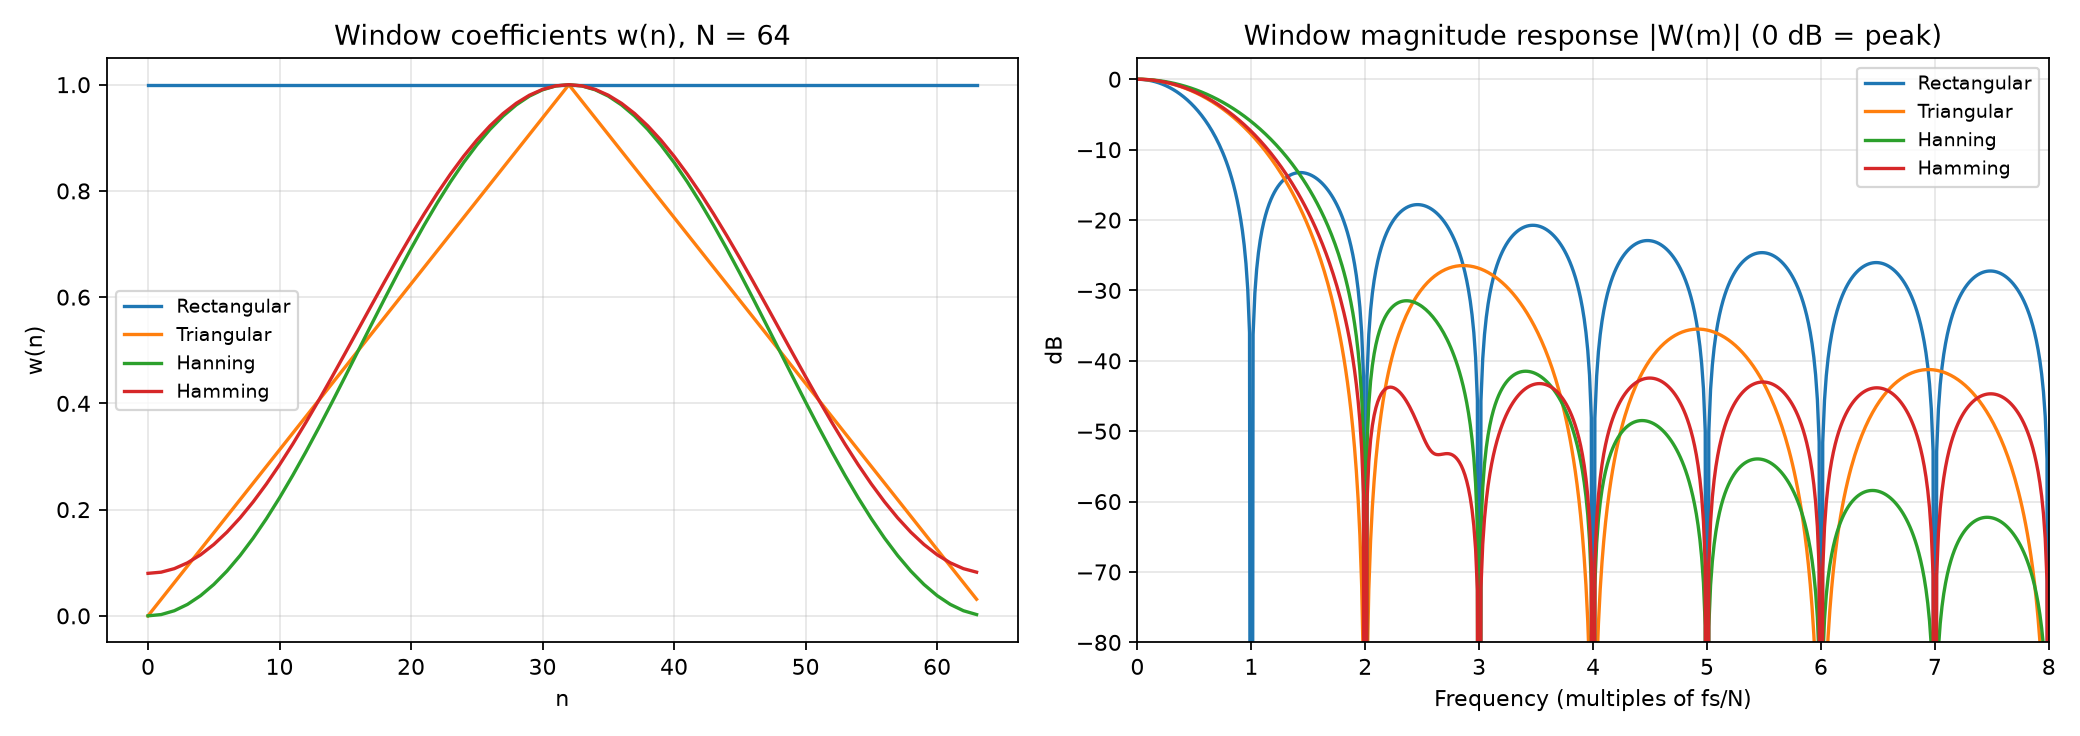 Window coefficients w(n), N = 64
1.0
0.8
0.6
0.4
0.2
0.0
w(n)
Rectangular
Triangular
Hanning
Hamming
0 10 20 30 40 50 60
n
Window magnitude response |W(m)| (0 dB = peak)
0
−10
−20
−30
−40
−50
−60
−70
−80
dB
Rectangular
Triangular
Hanning
Hamming
0 1 2 3 4 5 6 7 8
Frequency (multiples of fs/N)